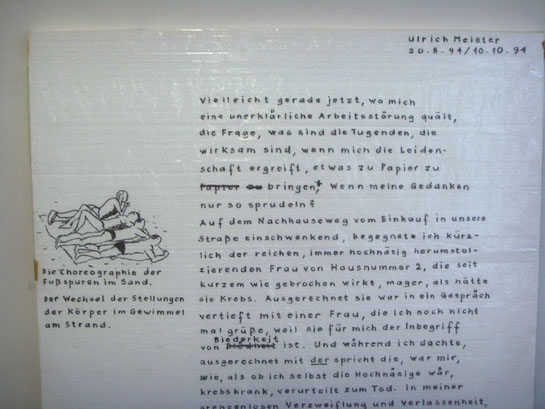 Ulrich Meister
20.8.94/10.10.94
Vielleicht gerade jetzt, wo mich
eine unerklärliche Arbeitsstörung quält,
die Frage, was sind die Tugenden, die
wirksam sind, wenn mich die Leiden-
schaft ergreift, etwas zu Papier zu
Papier zu bringen, Wenn meine Gedanken
nur so sprudeln?
Auf dem Nachhauseweg vom Einkauf in unsere
Straße einschwenkend, begegnete ich kürz-
lich der reichen, immer hochnäsig herumstol-
zierenden Frau von Hausnummer 2, die seit
kurzem wie gebrochen wirkt, mager, als hätte
sie Krebs. Ausgerechnet sie war in ein Gespräch
vertieft mit einer Frau, die ich noch nicht
mal grüße, weil sie für mich der Inbegriff
Biederkeit
von Blödheit ist. Und während ich dachte,
ausgerechnet mit der spricht die, war mir,
wie, als ob ich selbst die Hochnäsige wär,
krebskrank, verurteilt zum Tod. In meiner
grenzenlosen Verzweiflung und Verlassenheit,
Die Choreographie der
Fußspuren im Sand.
Der Wechsel der Stellungen
der Körper im Gewimmel
am Strand.